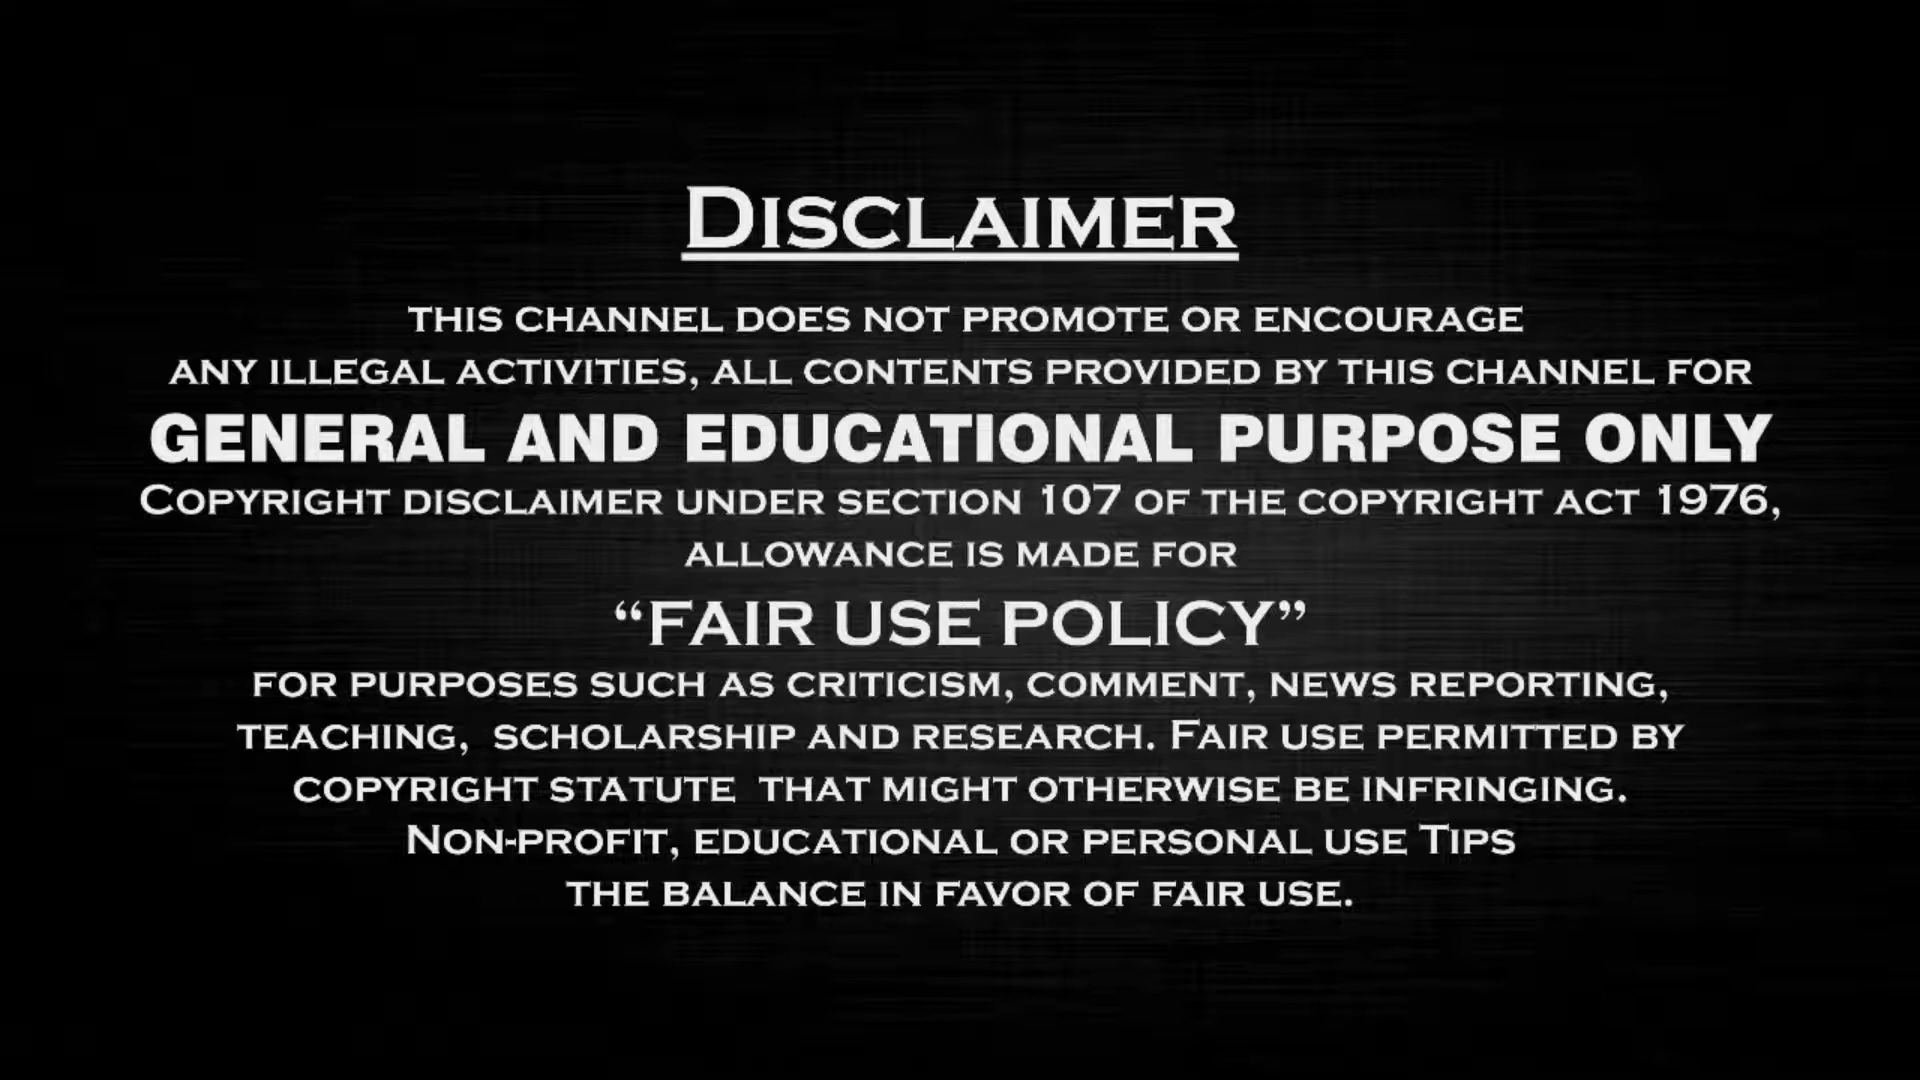 Disclaimer
THIS CHANNEL DOES NOT PROMOTE OR ENCOURAGE
ANY ILLEGAL ACTIVITIES, ALL CONTENTS PROVIDED BY THIS CHANNEL FOR
GENERAL AND EDUCATIONAL PURPOSE ONLY
Copyright disclaimer under section 107 of the copyright act 1976,
ALLOWANCE IS MADE FOR
“FAIR USE POLICY”
FOR PURPOSES SUCH AS CRITICISM, COMMENT, NEWS REPORTING,
TEACHING, SCHOLARSHIP AND RESEARCH. Fair use permitted by
COPYRIGHT STATUTE THAT MIGHT OTHERWISE BE INFRINGING.
Non-profit, educational or personal use Tips
THE BALANCE IN FAVOR OF FAIR USE.